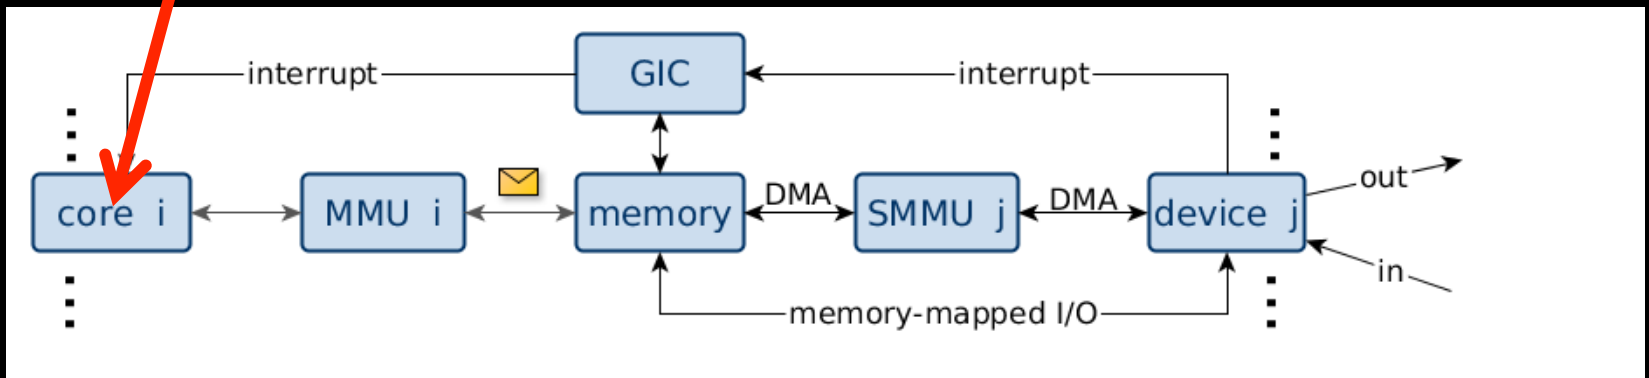 interrupt
GIC
interrupt
core i
MMU i
memory
DMA
SMMU j
DMA
device j
out
in
memory-mapped I/O